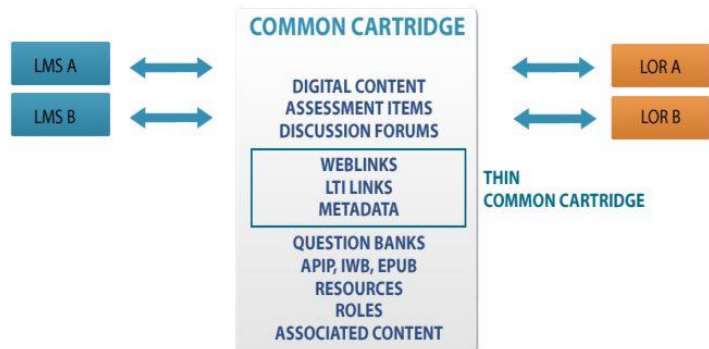 COMMON CARTRIDGE
LMS A
LMS B
DIGITAL CONTENT
ASSESSMENT ITEMS
DISCUSSION FORUMS
WEBLINKS
LTI LINKS
METADATA
QUESTION BANKS
APIP, IWB, EPUB
RESOURCES
ROLES
ASSOCIATED CONTENT
THIN
COMMON CARTRIDGE
LOR A
LOR B